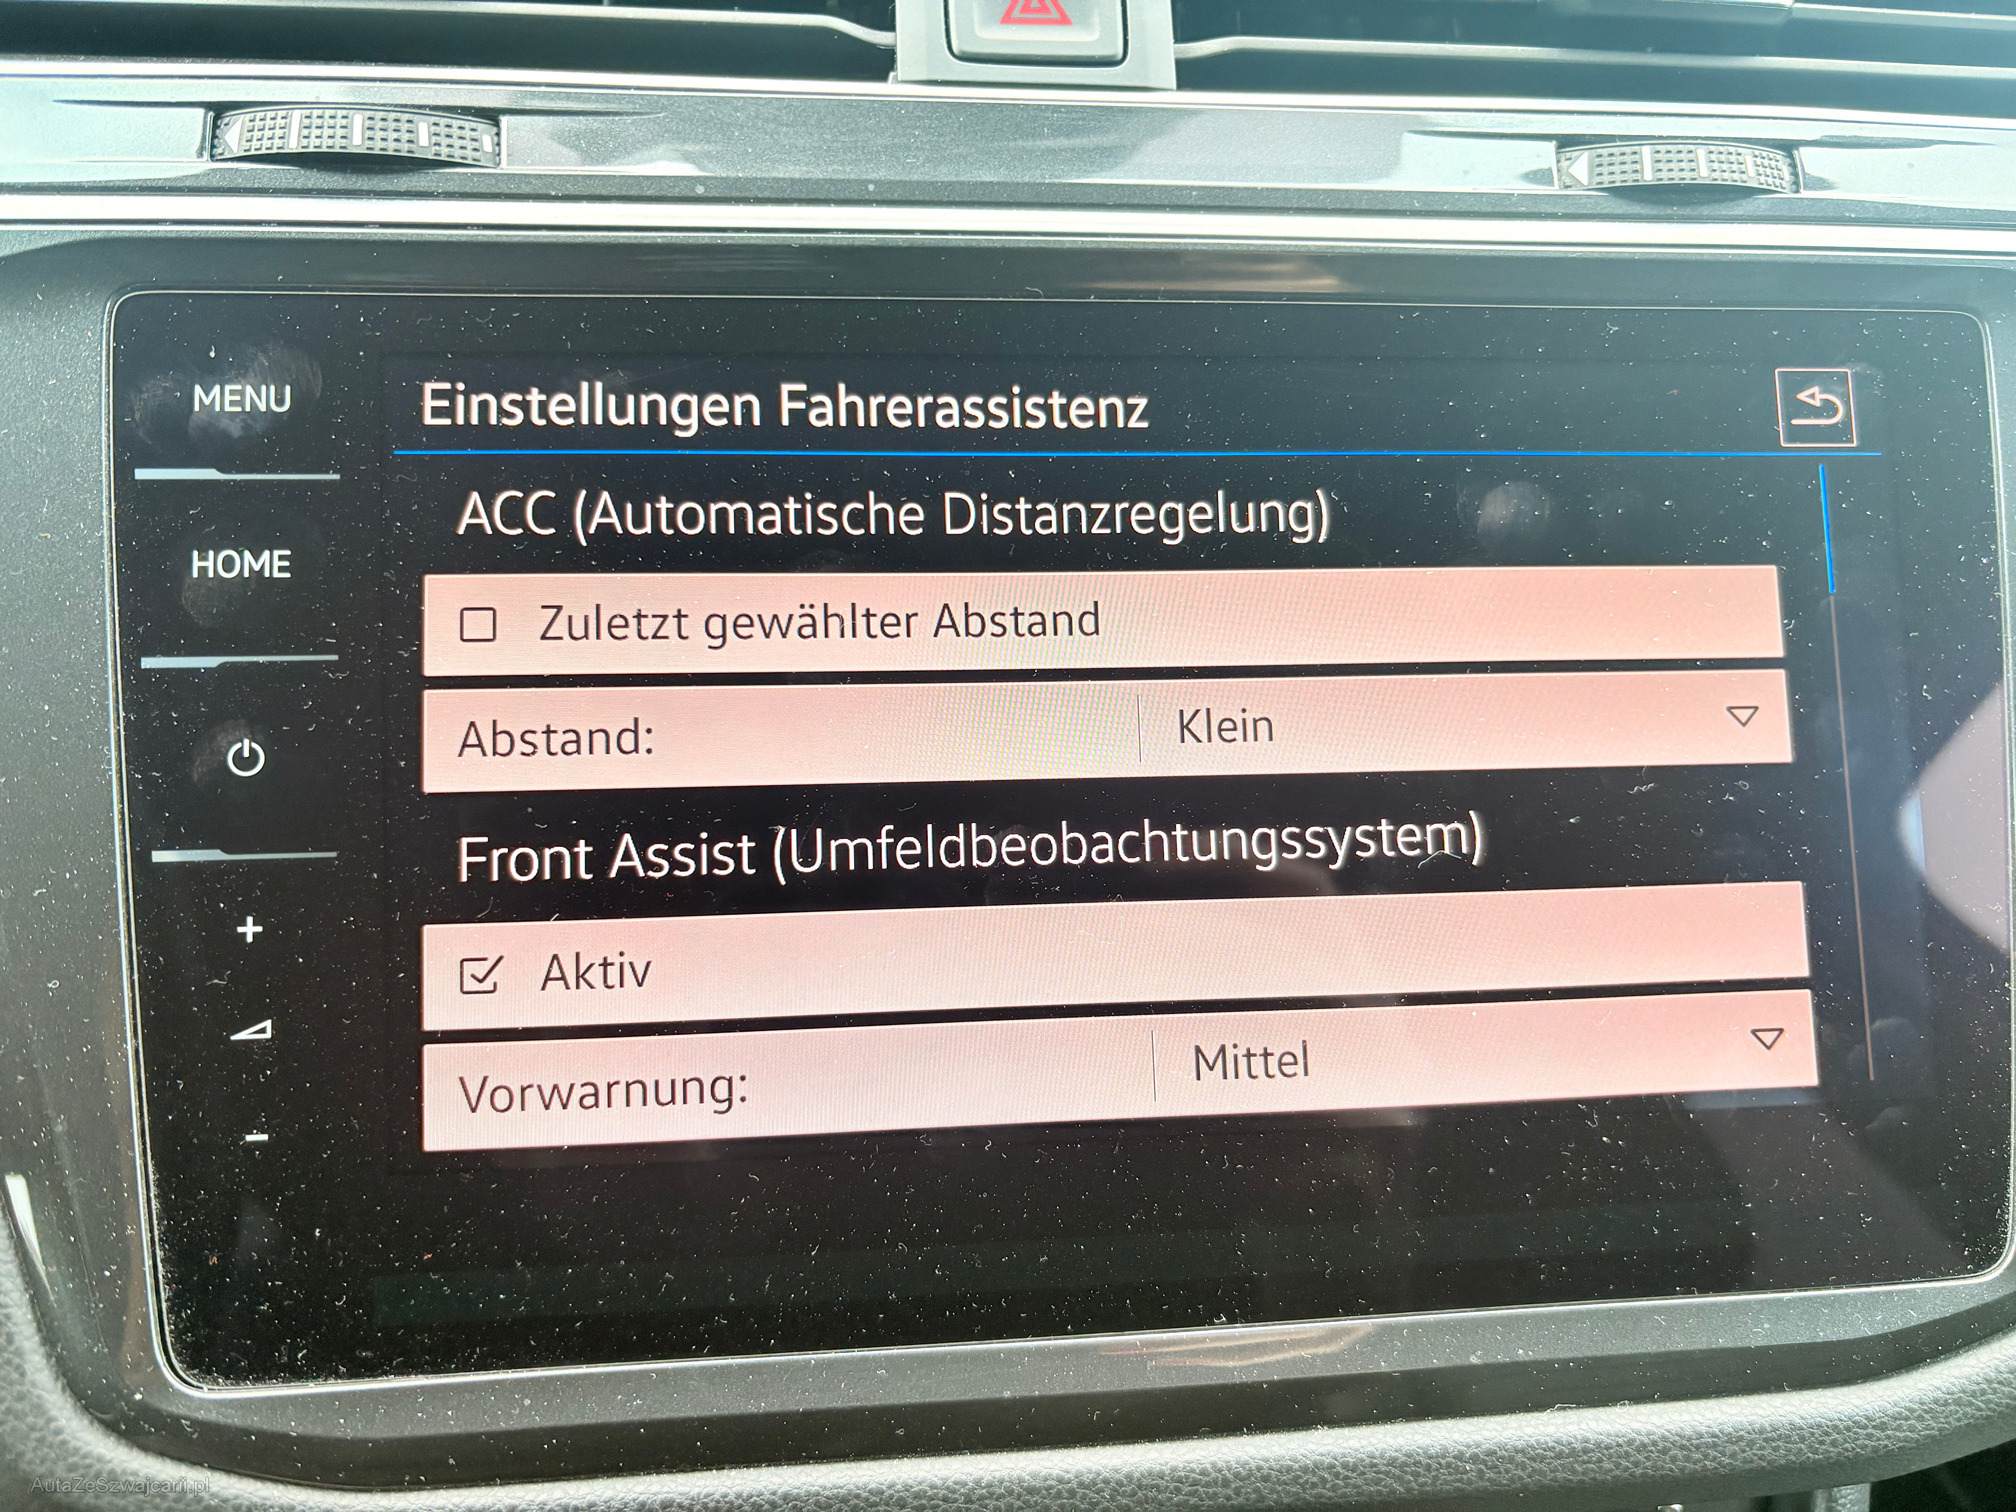 MENU
Einstellungen Fahrerassistenz
ACC (Automatische Distanzregelung)
HOME
Zuletzt gewählter Abstand
Abstand: Klein
Front Assist (Umfeldbeobachtungssystem)
+
Aktiv
Vorwarnung: Mittel
-
AutaZeSzwajcarii.pl